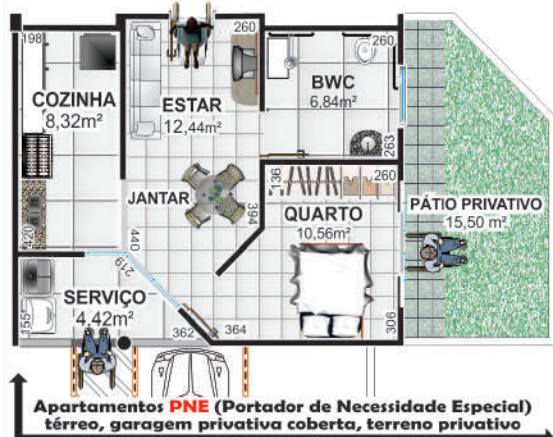 198
260
260
COZINHA
8,32m²
ESTAR
12,44m²
BWC
6,84m²
263
136
260
JANTAR
394
QUARTO
10,56m²
PÁTIO PRIVATIVO
15,50 m²
420
440
219
SERVIÇO
4,42m²
155
362
364
306
Apartamentos PNE (Portador de Necessidade Especial)
térreo, garagem privativa coberta, terreno privativo